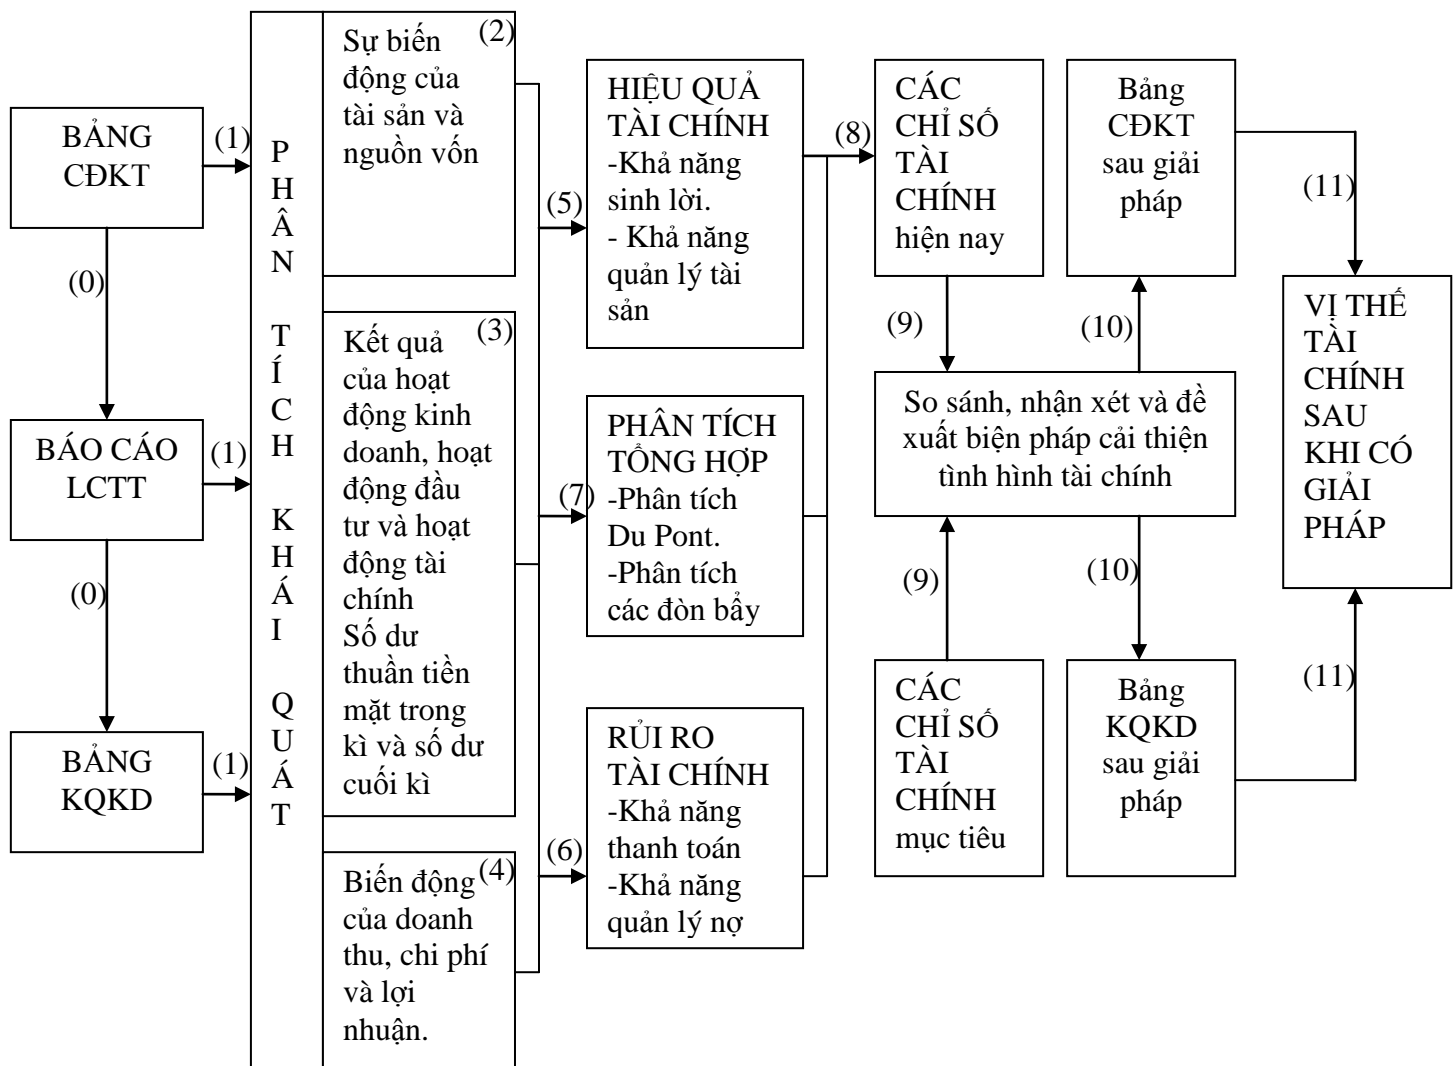 BẢNG
CĐKT
(0)
BÁO CÁO
LCTT
(0)
BẢNG
KQKD
(1)
(1)
(1)
P
H
Â
N
T
Í
C
H
K
H
Á
I
Q
U
Á
T
(2)
Sự biến
động của
tài sản và
nguồn vốn
(3)
Kết quả
của hoạt
động kinh
doanh, hoạt
động đầu
tư và hoạt
động tài
chính
Số dư
thuần tiền
mặt trong
kì và số dư
cuối kì
(4)
Biến động
của doanh
thu, chi phí
và lợi
nhuận.
(5)
(7)
(6)
HIỆU QUẢ
TÀI CHÍNH
-Khả năng
sinh lời.
- Khả năng
quản lý tài
sản
PHÂN TÍCH
TỔNG HỢP
-Phân tích
Du Pont.
-Phân tích
các đòn bẩy
RỦI RO
TÀI CHÍNH
-Khả năng
thanh toán
-Khả năng
quản lý nợ
(8)
CÁC
CHỈ SỐ
TÀI
CHÍNH
hiện nay
(9)
So sánh, nhận xét và đề
xuất biện pháp cải thiện
tình hình tài chính
(9)
CÁC
CHỈ SỐ
TÀI
CHÍNH
mục tiêu
Bảng
CĐKT
sau giải
pháp
(10)
(10)
Bảng
KQKD
sau giải
pháp
(11)
VỊ THẾ
TÀI
CHÍNH
SAU
KHI CÓ
GIẢI
PHÁP
(11)